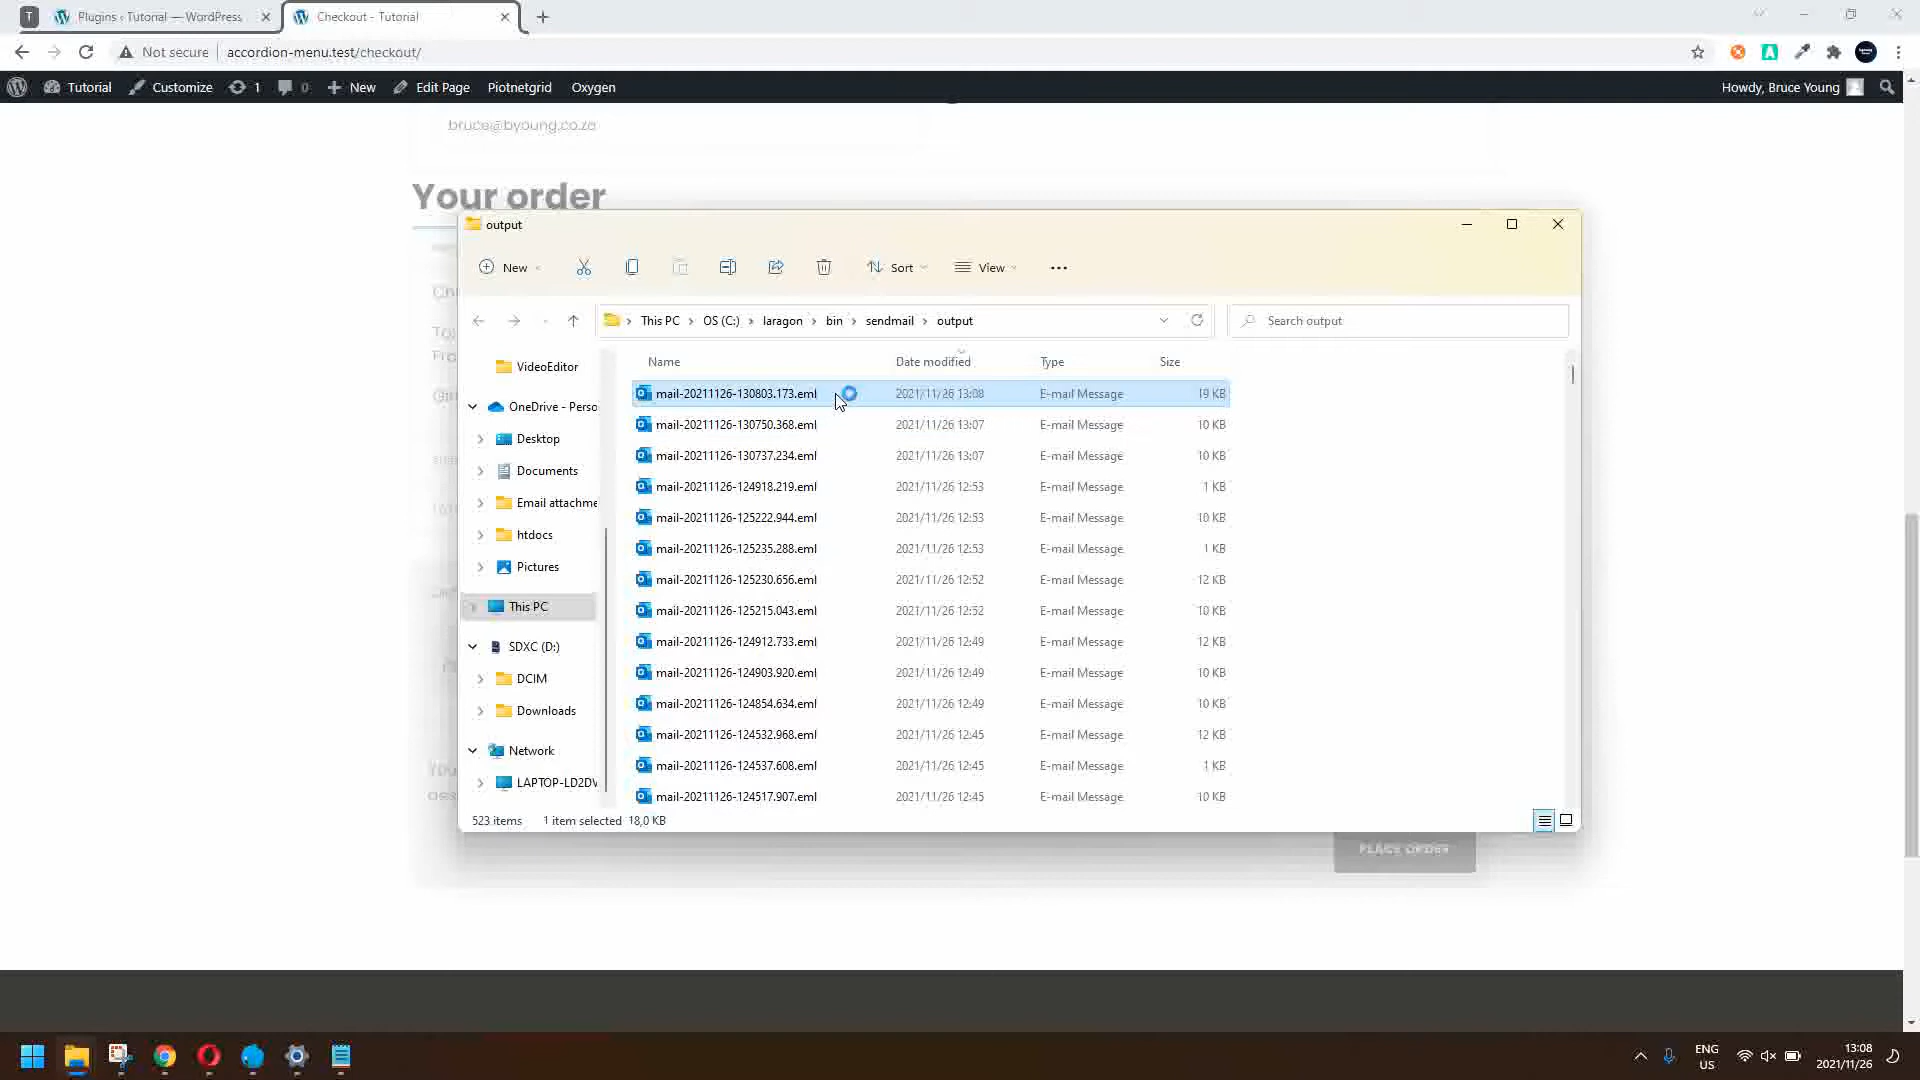 T
Plugins ‹ Tutorial — WordPress
Checkout - Tutorial
Not secure
accordion-menu.test/checkout/
Tutorial
Customize
1
0
New
Edit Page
Piotnetgrid
Oxygen
Howdy, Bruce Young
bruce@byoung.co.za
Your order
output
New
Sort
View
This PC
OS (C:)
laragon
bin
sendmail
output
Search output
VideoEditor
OneDrive - Perso
Desktop
Documents
Email attachme
htdocs
Pictures
This PC
SDXC (D:)
DCIM
Downloads
Network
LAPTOP-LD2DV
Name Date modified Type Size
mail-20211126-130803.173.eml 2021/11/26 13:08 E-mail Message 19 KB
mail-20211126-130750.368.eml 2021/11/26 13:07 E-mail Message 10 KB
mail-20211126-130737.234.eml 2021/11/26 13:07 E-mail Message 10 KB
mail-20211126-124918.219.eml 2021/11/26 12:53 E-mail Message 1 KB
mail-20211126-125222.944.eml 2021/11/26 12:53 E-mail Message 10 KB
mail-20211126-125235.288.eml 2021/11/26 12:53 E-mail Message 1 KB
mail-20211126-125230.656.eml 2021/11/26 12:52 E-mail Message 12 KB
mail-20211126-125215.043.eml 2021/11/26 12:52 E-mail Message 10 KB
mail-20211126-124912.733.eml 2021/11/26 12:49 E-mail Message 12 KB
mail-20211126-124903.920.eml 2021/11/26 12:49 E-mail Message 10 KB
mail-20211126-124854.634.eml 2021/11/26 12:49 E-mail Message 10 KB
mail-20211126-124532.968.eml 2021/11/26 12:45 E-mail Message 12 KB
mail-20211126-124537.608.eml 2021/11/26 12:45 E-mail Message 1 KB
mail-20211126-124517.907.eml 2021/11/26 12:45 E-mail Message 10 KB
523 items
1 item selected 18,0 KB
PLACE ORDER
ENG
US
13:08
2021/11/26